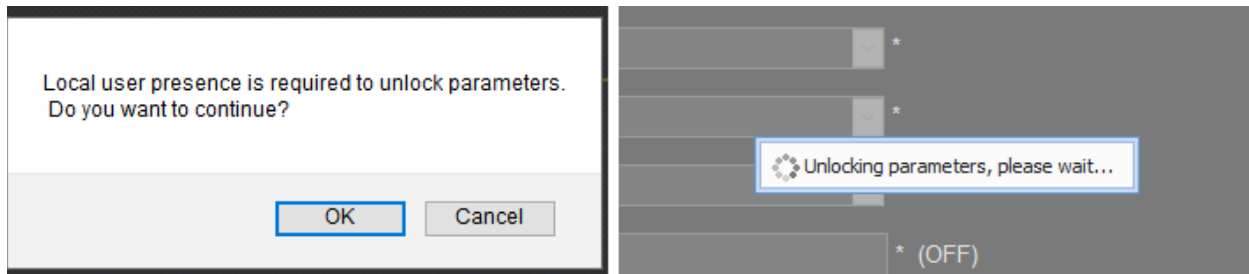 Local user presence is required to unlock parameters.
Do you want to continue?
OK
Cancel
*
*
Unlocking parameters, please wait...
* (OFF)